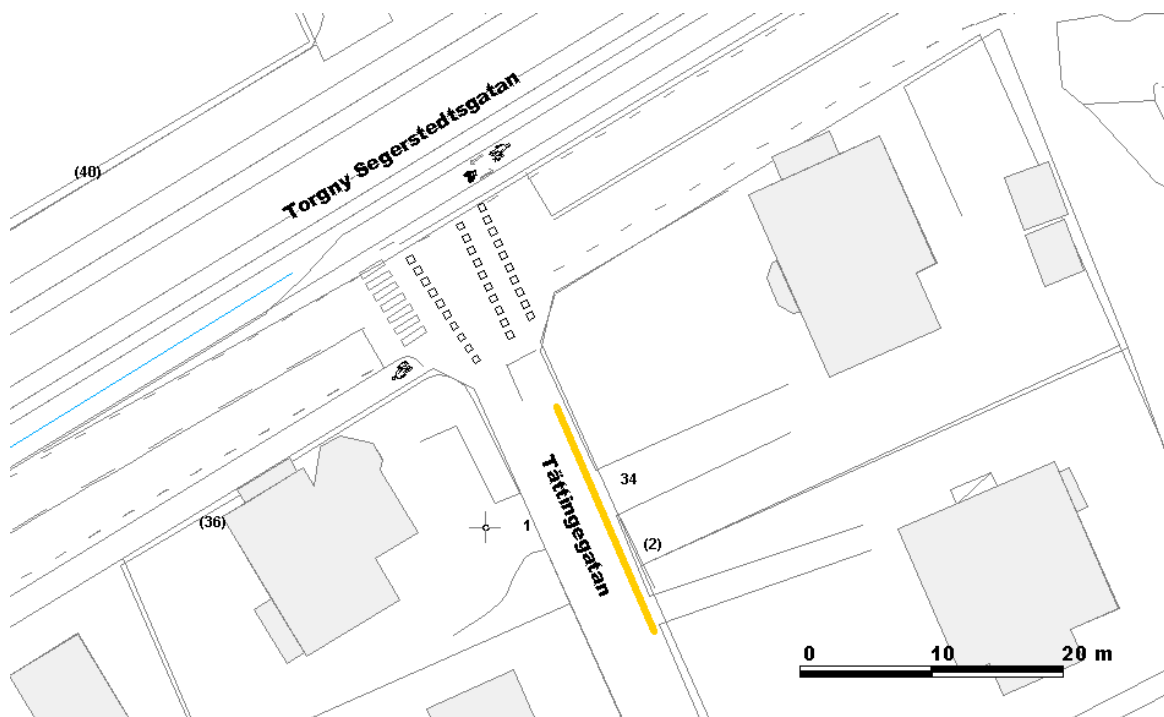 Torgny Segerstedtsgatan
(40)
34
Tättingegatan
(36)
1
(2)
0 10 20 m